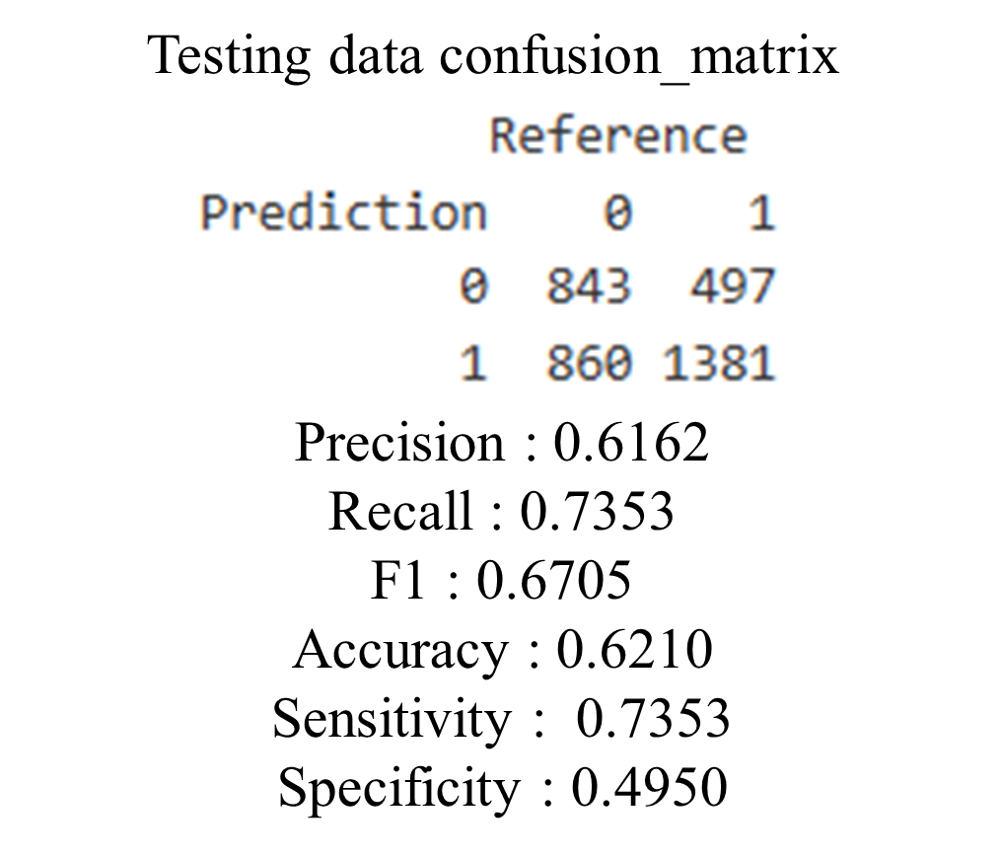 Testing data confusion_matrix
Reference
Prediction 0 1
0 843 497
1 860 1381
Precision : 0.6162
Recall : 0.7353
F1 : 0.6705
Accuracy : 0.6210
Sensitivity : 0.7353
Specificity : 0.4950